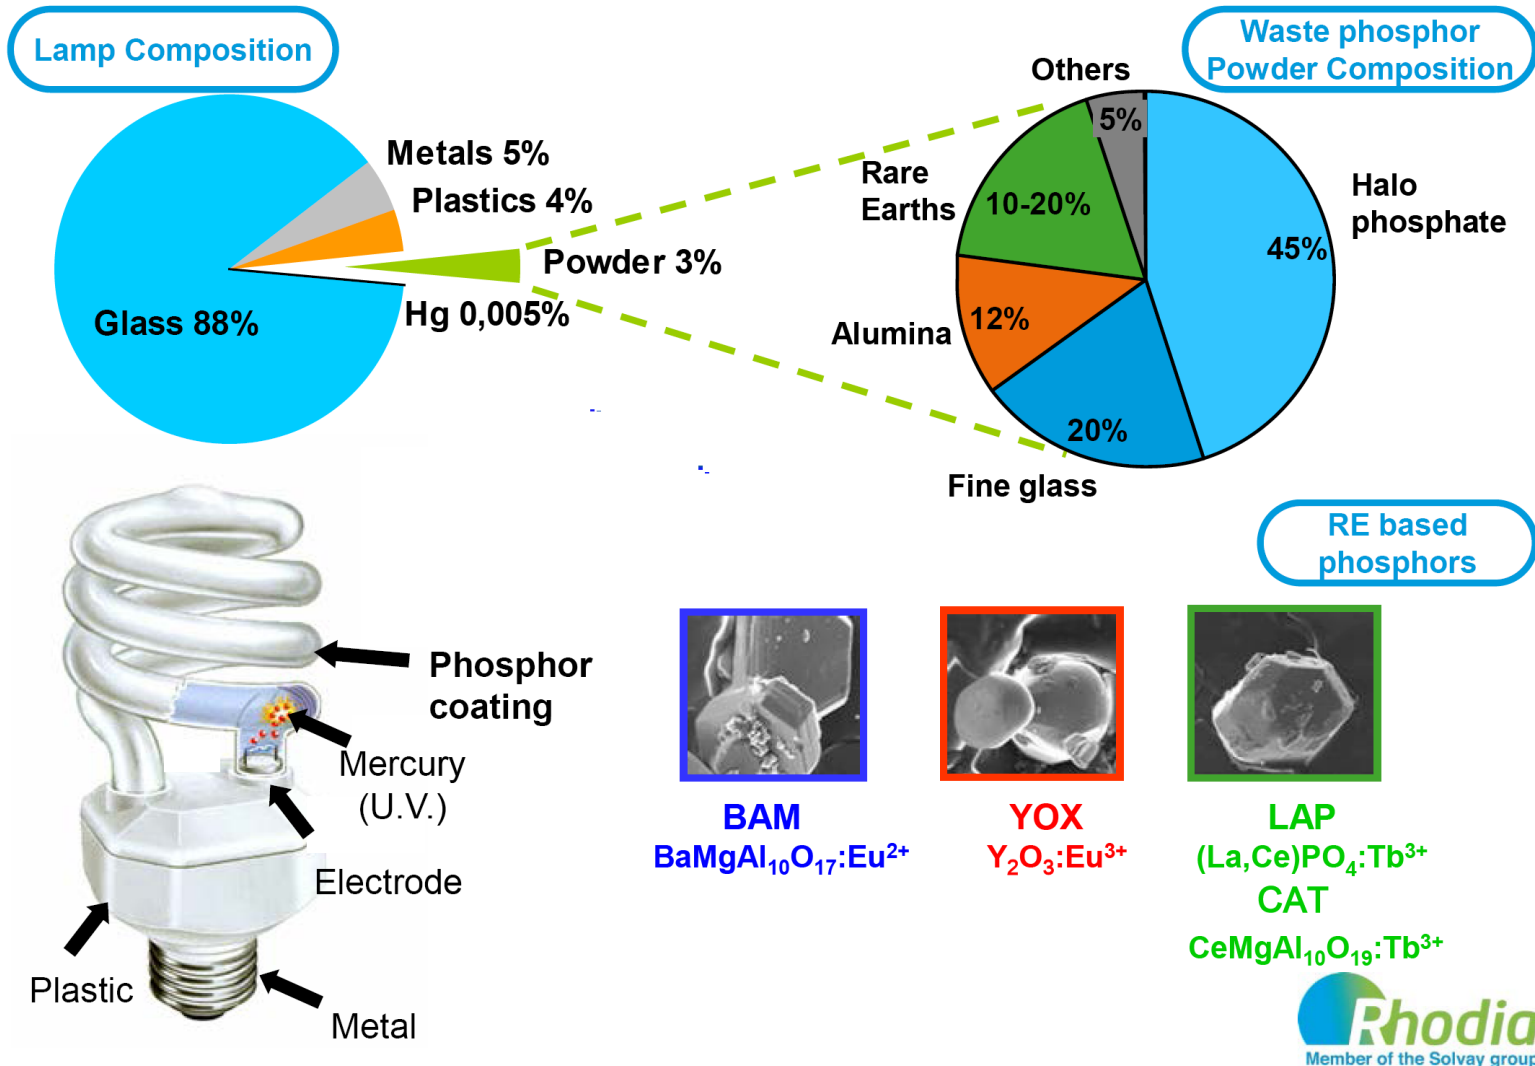 Lamp Composition
Metals 5%
Plastics 4%
Powder 3%
Hg 0,005%
Glass 88%
Waste phosphor
Powder Composition
Others
5%
Rare
Earths
10-20%
Halo
phosphate
45%
Alumina
12%
20%
Fine glass
Phosphor
coating
Mercury
(U.V.)
Electrode
Plastic
Metal
RE based
phosphors
BAM
BaMgAl₁₀O₁₇:Eu²⁺
YOX
Y₂O₃:Eu³⁺
LAP
(La,Ce)PO₄:Tb³⁺
CAT
CeMgAl₁₀O₁₉:Tb³⁺
Rhodia
Member of the Solvay group